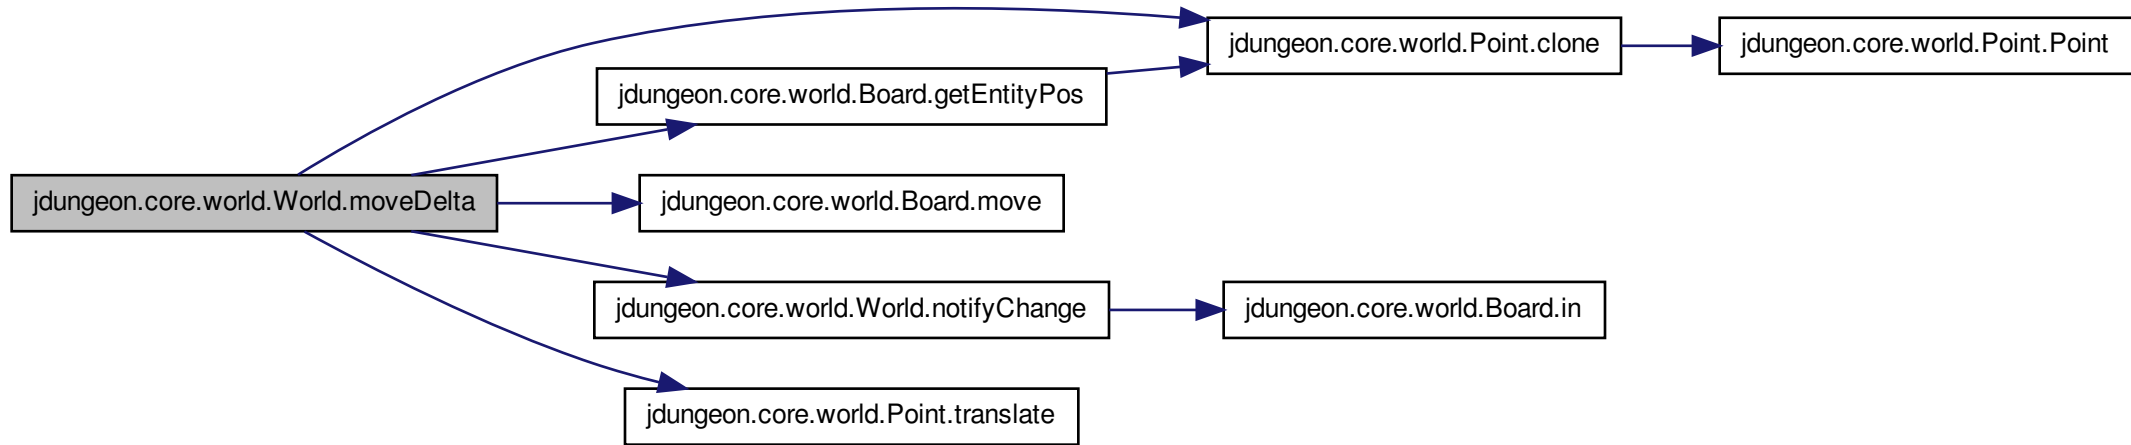 jdungeon.core.world.Point.clone
jdungeon.core.world.Point.Point
jdungeon.core.world.Board.getEntityPos
jdungeon.core.world.World.moveDelta
jdungeon.core.world.Board.move
jdungeon.core.world.World.notifyChange
jdungeon.core.world.Board.in
jdungeon.core.world.Point.translate